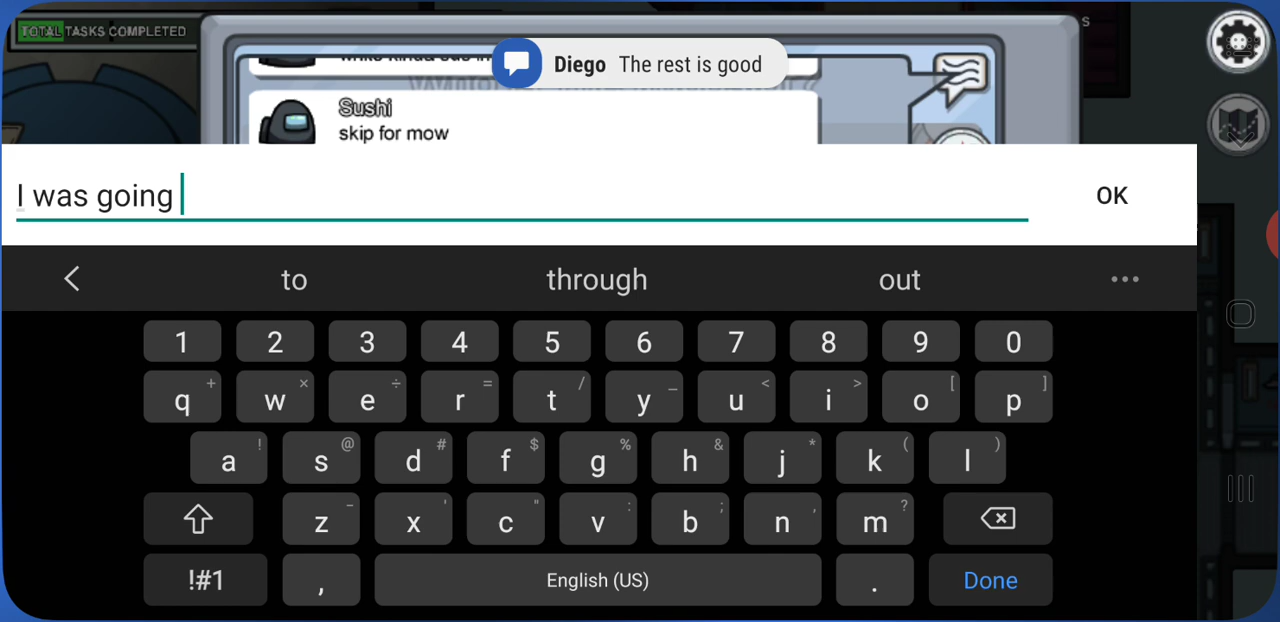 TOTAL TASKS COMPLETED
S
Diego The rest is good
Sushi
skip for mow
I was going
OK
to through out
1 2 3 4 5 6 7 8 9 0
q + w × e ÷ r = t / y _ u < i > o [ p ]
a ! s @ d # f $ g % h & j * k ( l )
z - x ' c " v : b ; n , m ?
!#1 , English (US) . Done